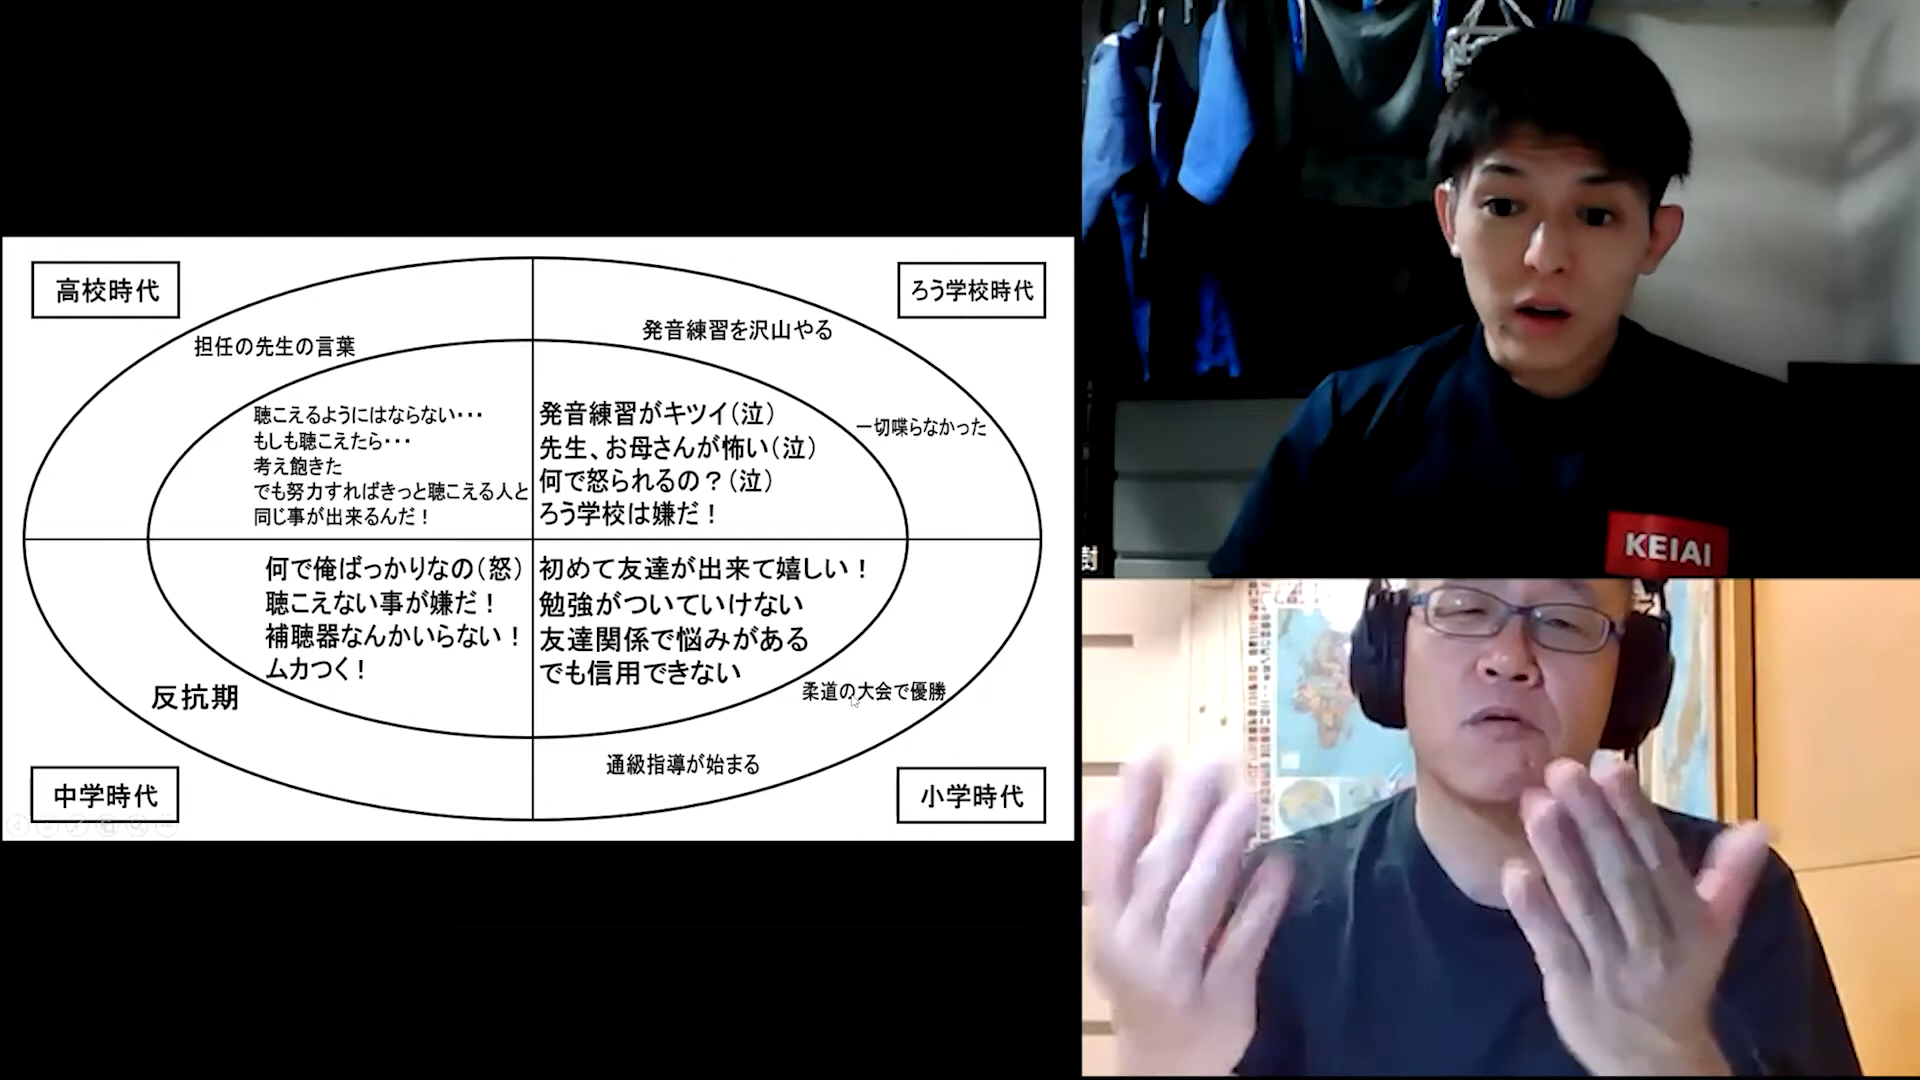 高校時代
ろう学校時代
担任の先生の言葉
発音練習を沢山やる
一切喋らなかった
聴こえるようにはならない・・・
もしも聴こえたら・・・
考え飽きた
でも努力すればきっと聴こえる人と
同じ事が出来るんだ！
発音練習がキツイ（泣）
先生、お母さんが怖い（泣）
何で怒られるの？（泣）
ろう学校は嫌だ！
何で俺ばっかりなの（怒）
聴こえない事が嫌だ！
補聴器なんかいらない！
ムカつく！
初めて友達が出来て嬉しい！
勉強がついていけない
友達関係で悩みがある
でも信用できない
反抗期
柔道の大会で優勝
通級指導が始まる
中学時代
小学時代
KEIAI